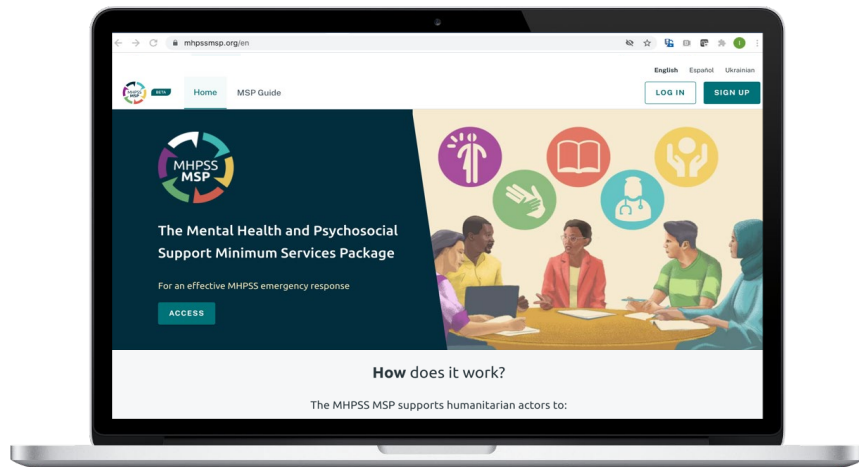 mhpssmsp.org/en
English Español Ukrainian
MHPSS
MSP
BETA
Home MSP Guide
LOG IN SIGN UP
MHPSS
MSP
The Mental Health and Psychosocial
Support Minimum Services Package
For an effective MHPSS emergency response
ACCESS
How does it work?
The MHPSS MSP supports humanitarian actors to: